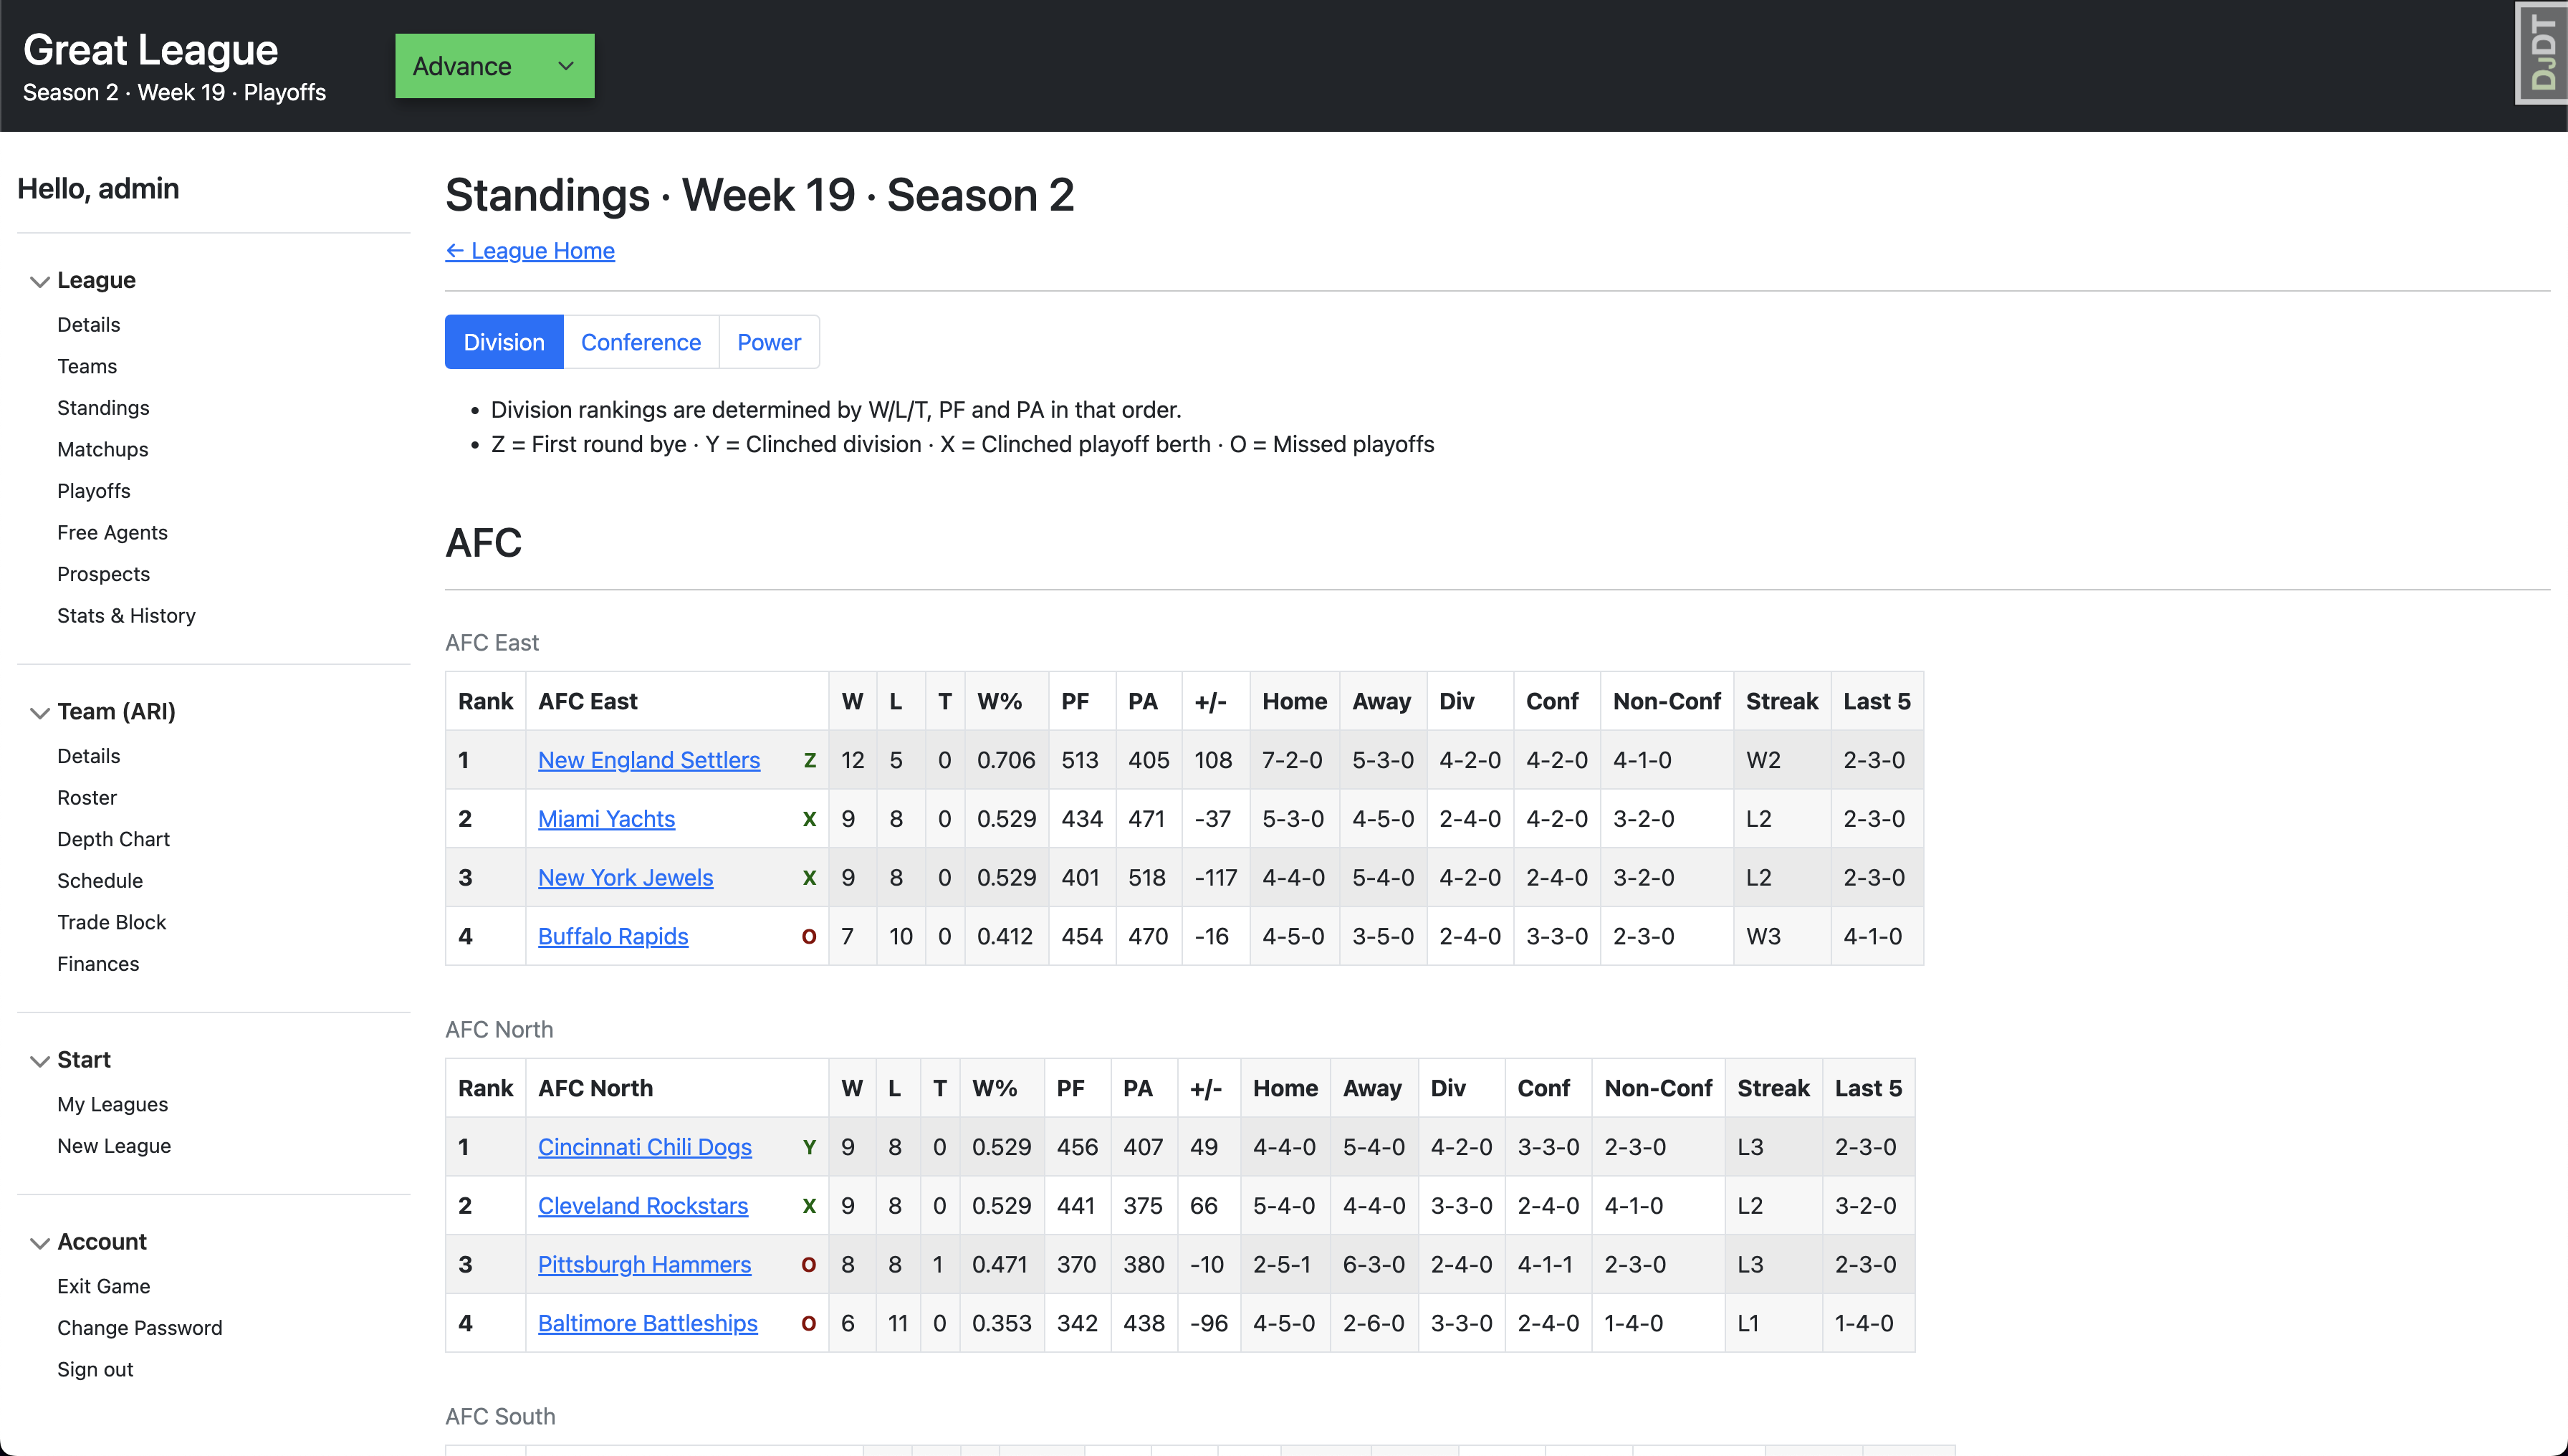 Great League
Season 2 · Week 19 · Playoffs
Advance
DJDT
Hello, admin
League
Details
Teams
Standings
Matchups
Playoffs
Free Agents
Prospects
Stats & History
Team (ARI)
Details
Roster
Depth Chart
Schedule
Trade Block
Finances
Start
My Leagues
New League
Account
Exit Game
Change Password
Sign out
Standings · Week 19 · Season 2
← League Home
Division Conference Power
• Division rankings are determined by W/L/T, PF and PA in that order.
• Z = First round bye · Y = Clinched division · X = Clinched playoff berth · O = Missed playoffs
AFC
AFC East
Rank AFC East W L T W% PF PA +/- Home Away Div Conf Non-Conf Streak Last 5
1 New England Settlers Z 12 5 0 0.706 513 405 108 7-2-0 5-3-0 4-2-0 4-2-0 4-1-0 W2 2-3-0
2 Miami Yachts X 9 8 0 0.529 434 471 -37 5-3-0 4-5-0 2-4-0 4-2-0 3-2-0 L2 2-3-0
3 New York Jewels X 9 8 0 0.529 401 518 -117 4-4-0 5-4-0 4-2-0 2-4-0 3-2-0 L2 2-3-0
4 Buffalo Rapids O 7 10 0 0.412 454 470 -16 4-5-0 3-5-0 2-4-0 3-3-0 2-3-0 W3 4-1-0
AFC North
Rank AFC North W L T W% PF PA +/- Home Away Div Conf Non-Conf Streak Last 5
1 Cincinnati Chili Dogs Y 9 8 0 0.529 456 407 49 4-4-0 5-4-0 4-2-0 3-3-0 2-3-0 L3 2-3-0
2 Cleveland Rockstars X 9 8 0 0.529 441 375 66 5-4-0 4-4-0 3-3-0 2-4-0 4-1-0 L2 3-2-0
3 Pittsburgh Hammers O 8 8 1 0.471 370 380 -10 2-5-1 6-3-0 2-4-0 4-1-1 2-3-0 L3 2-3-0
4 Baltimore Battleships O 6 11 0 0.353 342 438 -96 4-5-0 2-6-0 3-3-0 2-4-0 1-4-0 L1 1-4-0
AFC South